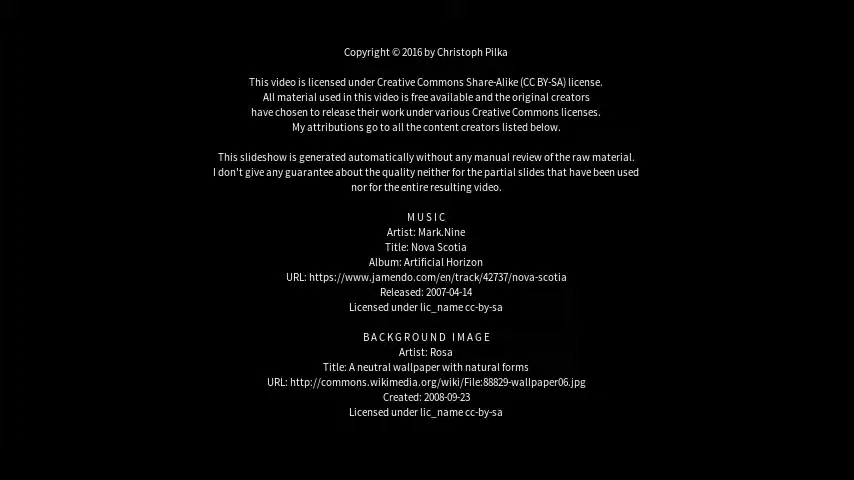 Copyright © 2016 by Christoph Pilka
This video is licensed under Creative Commons Share-Alike (CC BY-SA) license.
All material used in this video is free available and the original creators
have chosen to release their work under various Creative Commons licenses.
My attributions go to all the content creators listed below.
This slideshow is generated automatically without any manual review of the raw material.
I don't give any guarantee about the quality neither for the partial slides that have been used
nor for the entire resulting video.
MUSIC
Artist: Mark.Nine
Title: Nova Scotia
Album: Artificial Horizon
URL: https://www.jamendo.com/en/track/42737/nova-scotia
Released: 2007-04-14
Licensed under lic_name cc-by-sa
BACKGROUND IMAGE
Artist: Rosa
Title: A neutral wallpaper with natural forms
URL: http://commons.wikimedia.org/wiki/File:88829-wallpaper06.jpg
Created: 2008-09-23
Licensed under lic_name cc-by-sa